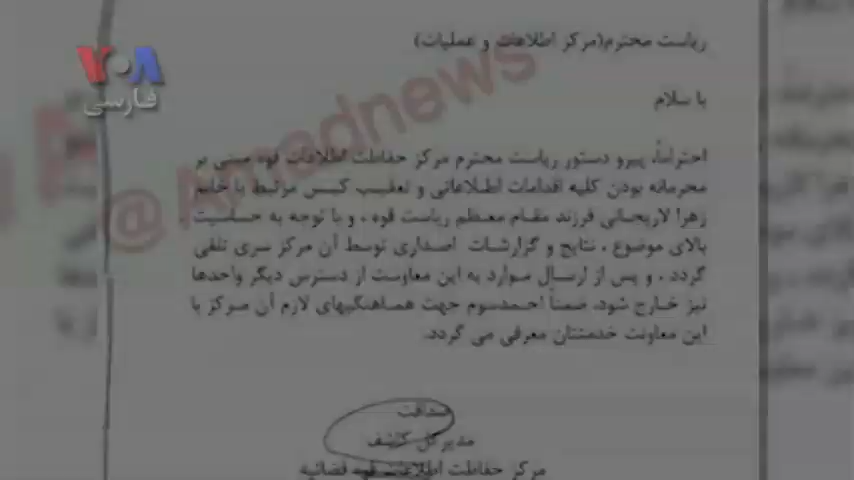 VOA
فارسی
@Amadnews
ریاست محترم(مرکز اطلاعات و عملیات)
با سلام
احتراماً، پیرو دستور ریاست محترم مرکز حفاظت اطلاعات قوه مبنی بر
محرمانه بودن کلیه اقدامات اطلاعاتی و تعقیب کیس مرتبط با خانم
زهرا لاریجانی فرزند مقام معظم ریاست قوه ، و با توجه به حساسیت
بالای موضوع ، نتایج و گزارشات اصداری توسط آن مرکز سری تلقی
گردد ، و پس از ارسال موارد به این معاونت از دسترس دیگر واحدها
نیز خارج شود. ضمناً احمدسوم جهت هماهنگیهای لازم آن مرکز با
این معاونت خدمتتان معرفی می گردد.
صداقت
مدیر کل کشف
مرکز حفاظت اطلاعات قوه قضائیه